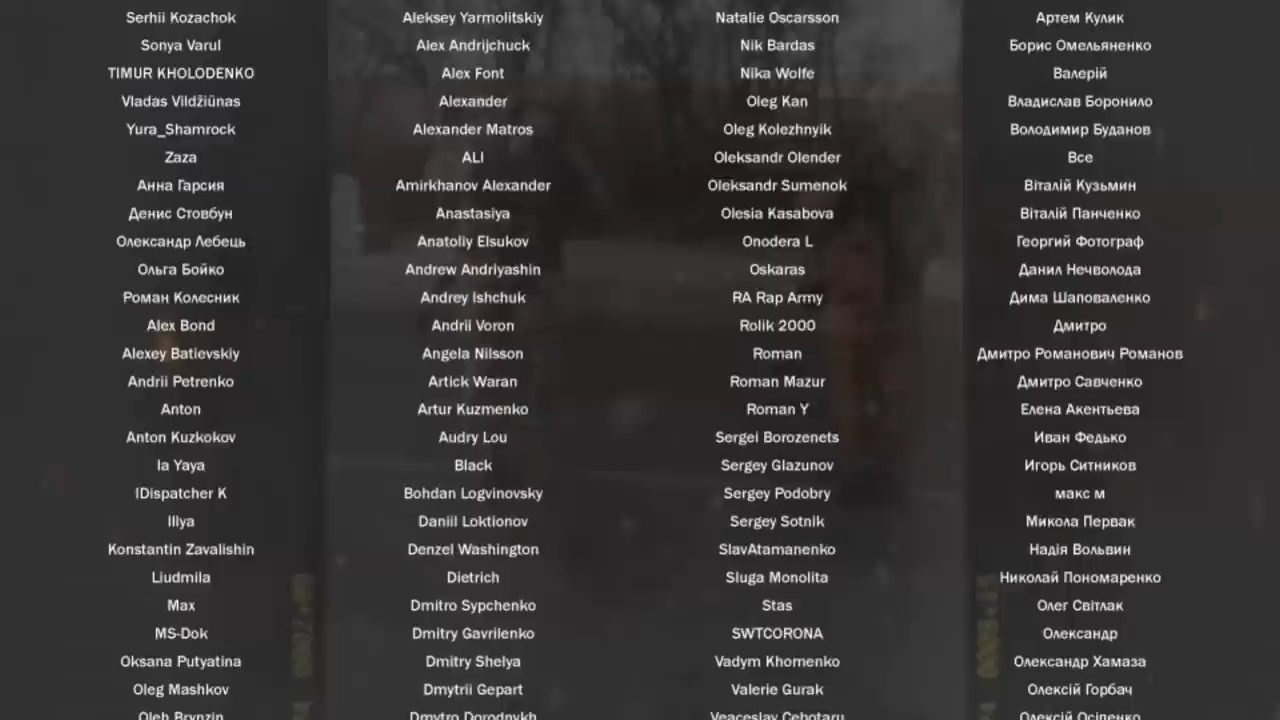 Serhii Kozachok
Sonya Varul
TIMUR KHOLODENKO
Vladas Vildžiūnas
Yura_Shamrock
Zaza
Анна Гарсия
Денис Стовбун
Олександр Лебець
Ольга Бойко
Роман Колесник
Alex Bond
Alexey Batievskiy
Andrii Petrenko
Anton
Anton Kuzkokov
Ia Yaya
IDispatcher K
Illya
Konstantin Zavalishin
Liudmila
Max
MS-Dok
Oksana Putyatina
Oleg Mashkov
Oleh Brynzin
Aleksey Yarmolitskiy
Alex Andrijchuck
Alex Font
Alexander
Alexander Matros
ALI
Amirkhanov Alexander
Anastasiya
Anatoliy Elsukov
Andrew Andriyashin
Andrey Ishchuk
Andrii Voron
Angela Nilsson
Artick Waran
Artur Kuzmenko
Audry Lou
Black
Bohdan Logvinovsky
Daniil Loktionov
Denzel Washington
Dietrich
Dmitro Sypchenko
Dmitry Gavrilenko
Dmitry Shelya
Dmytrii Gepart
Dmytro Dorodnykh
Natalie Oscarsson
Nik Bardas
Nika Wolfe
Oleg Kan
Oleg Kolezhnyik
Oleksandr Olender
Oleksandr Sumenok
Olesia Kasabova
Onodera L
Oskaras
RA Rap Army
Rolik 2000
Roman
Roman Mazur
Roman Y
Sergei Borozenets
Sergey Glazunov
Sergey Podobry
Sergey Sotnik
SlavAtamanenko
Sluga Monolita
Stas
SWTCORONA
Vadym Khomenko
Valerie Gurak
Veaceslav Cebotaru
Артем Кулик
Борис Омельяненко
Валерій
Владислав Боронило
Володимир Буданов
Все
Віталій Кузьмин
Віталій Панченко
Георгий Фотограф
Данил Нечволода
Дима Шаповаленко
Дмитро
Дмитро Романович Романов
Дмитро Савченко
Елена Акентьева
Иван Федько
Игорь Ситников
макс м
Микола Первак
Надія Вольвин
Николай Пономаренко
Олег Світлак
Олександр
Олександр Хамаза
Олексій Горбач
Олексій Осіпенко